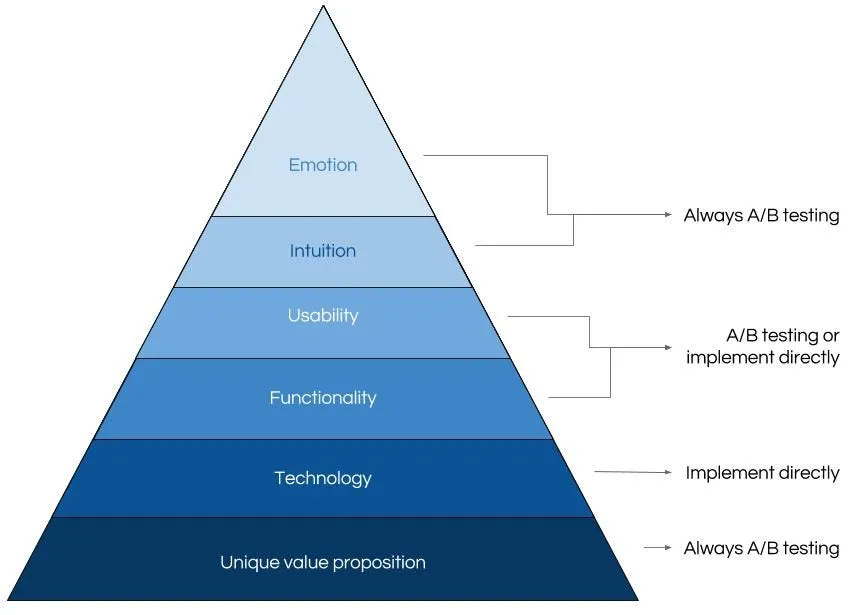 Emotion
Always A/B testing
Intuition
Usability
A/B testing or
implement directly
Functionality
Technology
Implement directly
Unique value proposition
Always A/B testing